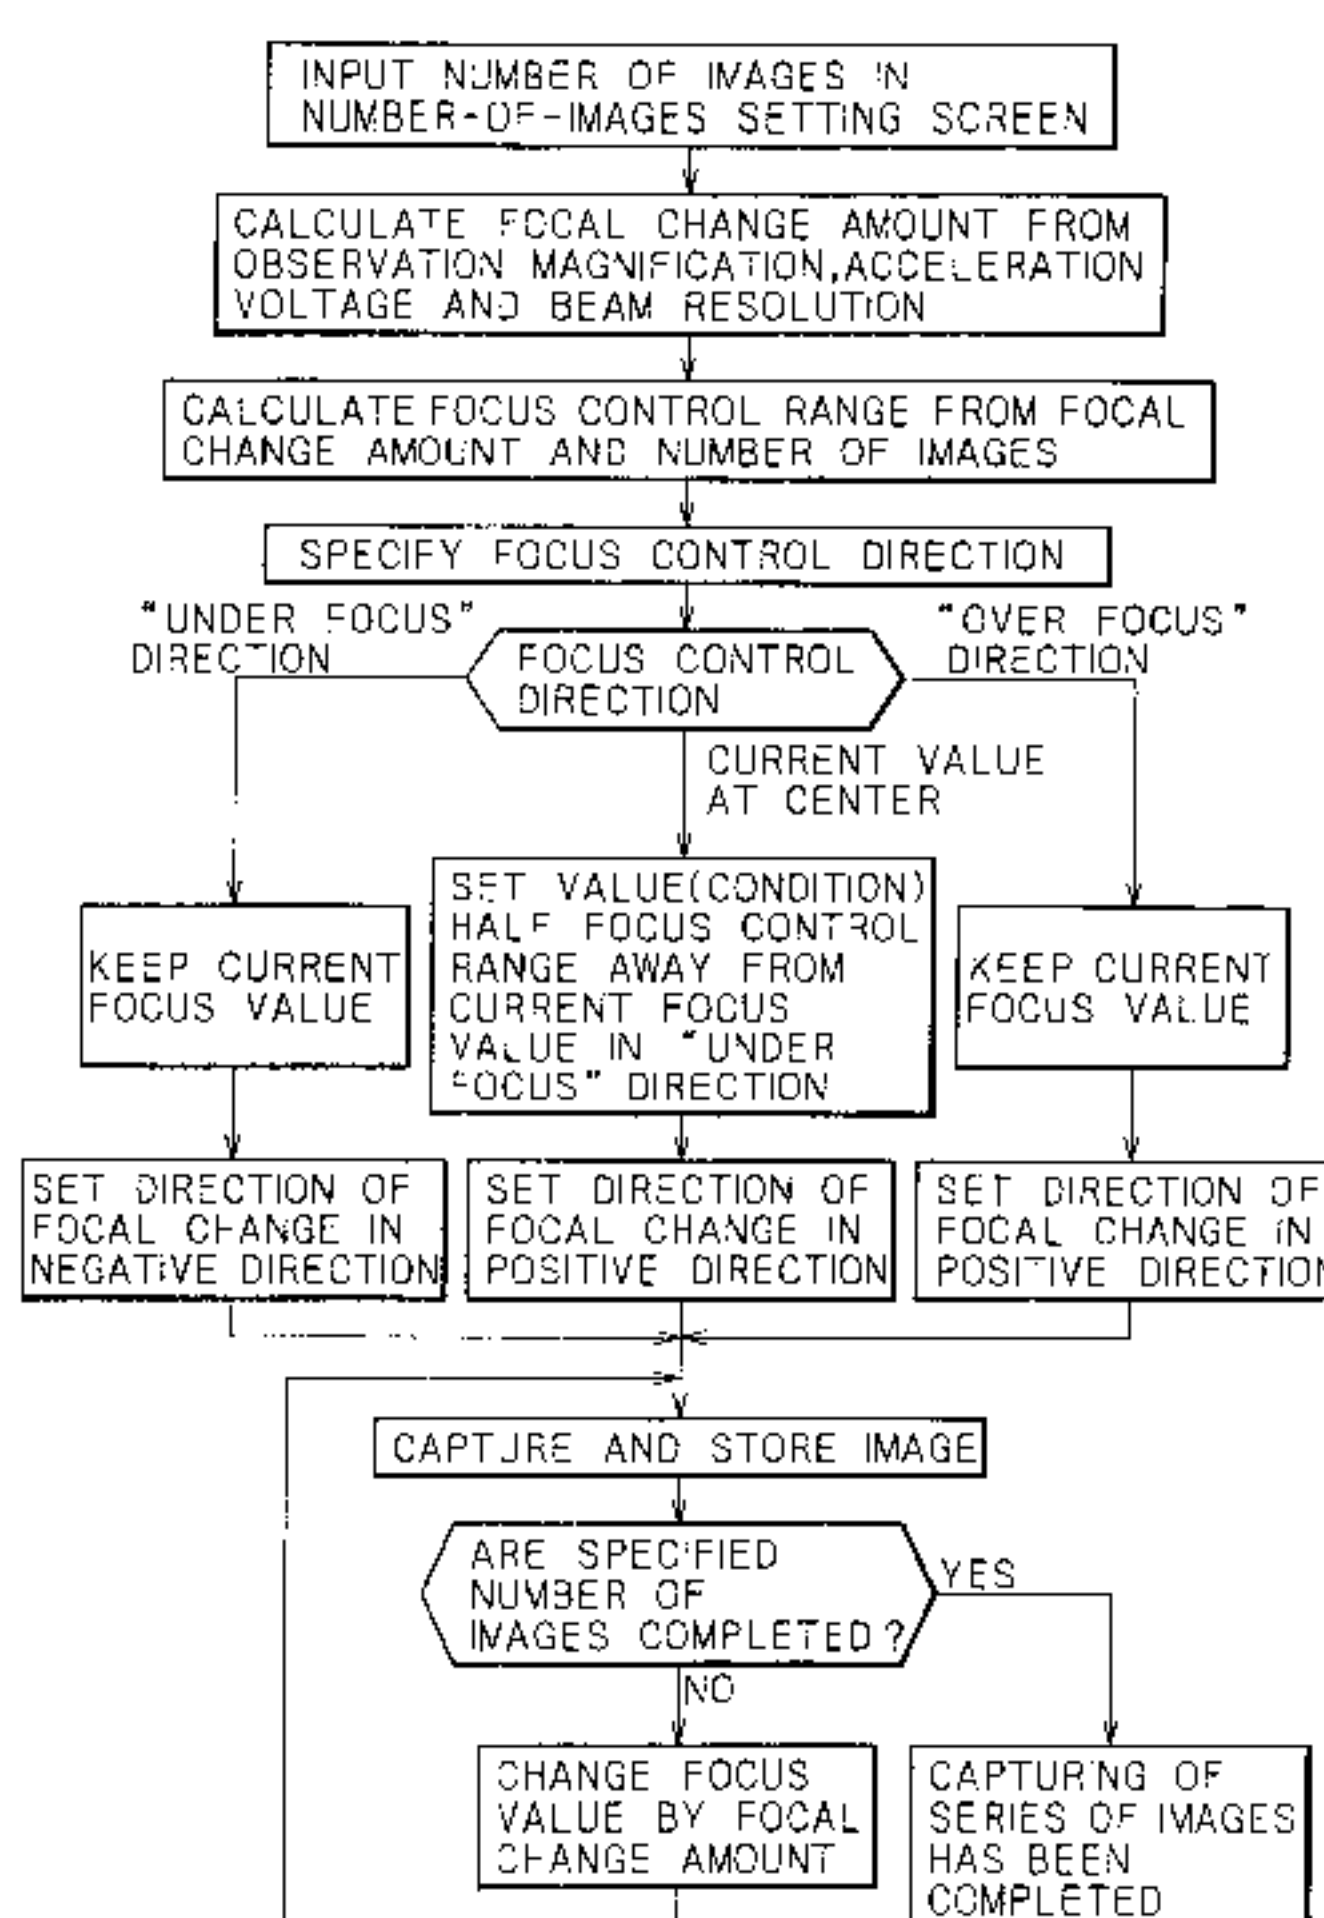 INPUT NUMBER OF IMAGES IN
NUMBER-OF-IMAGES SETTING SCREEN
CALCULATE FOCAL CHANGE AMOUNT FROM
OBSERVATION MAGNIFICATION,ACCELERATION
VOLTAGE AND BEAM RESOLUTION
CALCULATE FOCUS CONTROL RANGE FROM FOCAL
CHANGE AMOUNT AND NUMBER OF IMAGES
SPECIFY FOCUS CONTROL DIRECTION
"UNDER FOCUS"
DIRECTION
FOCUS CONTROL
DIRECTION
"OVER FOCUS"
DIRECTION
CURRENT VALUE
AT CENTER
KEEP CURRENT
FOCUS VALUE
SET VALUE(CONDITION)
HALF FOCUS CONTROL
RANGE AWAY FROM
CURRENT FOCUS
VALUE IN "UNDER
FOCUS" DIRECTION
KEEP CURRENT
FOCUS VALUE
SET DIRECTION OF
FOCAL CHANGE IN
NEGATIVE DIRECTION
SET DIRECTION OF
FOCAL CHANGE IN
POSITIVE DIRECTION
SET DIRECTION OF
FOCAL CHANGE IN
POSITIVE DIRECTION
CAPTURE AND STORE IMAGE
ARE SPECIFIED
NUMBER OF
IMAGES COMPLETED?
YES
NO
CHANGE FOCUS
VALUE BY FOCAL
CHANGE AMOUNT
CAPTURING OF
SERIES OF IMAGES
HAS BEEN
COMPLETED